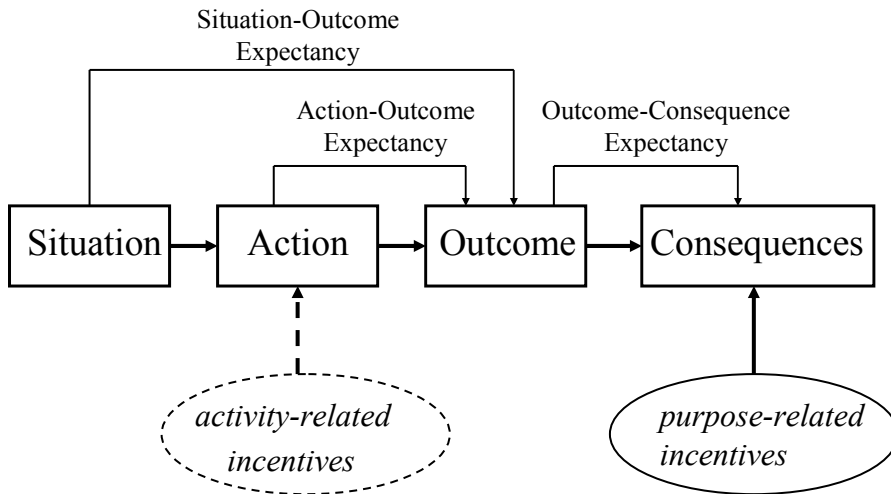 Situation-Outcome
Expectancy
Action-Outcome
Expectancy
Outcome-Consequence
Expectancy
Situation
Action
Outcome
Consequences
activity-related
incentives
purpose-related
incentives